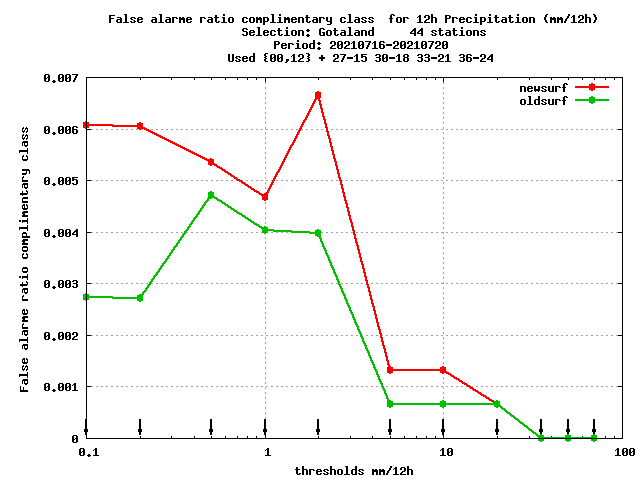 False alarme ratio complimentary class  for 12h Precipitation (mm/12h)
Selection: Gotaland     44 stations
Period: 20210716-20210720
Used {00,12} + 27-15 30-18 33-21 36-24
newsurf
oldsurf
False alarme ratio complimentary class
0.007
0.006
0.005
0.004
0.003
0.002
0.001
0
0.1 1 10 100
thresholds mm/12h